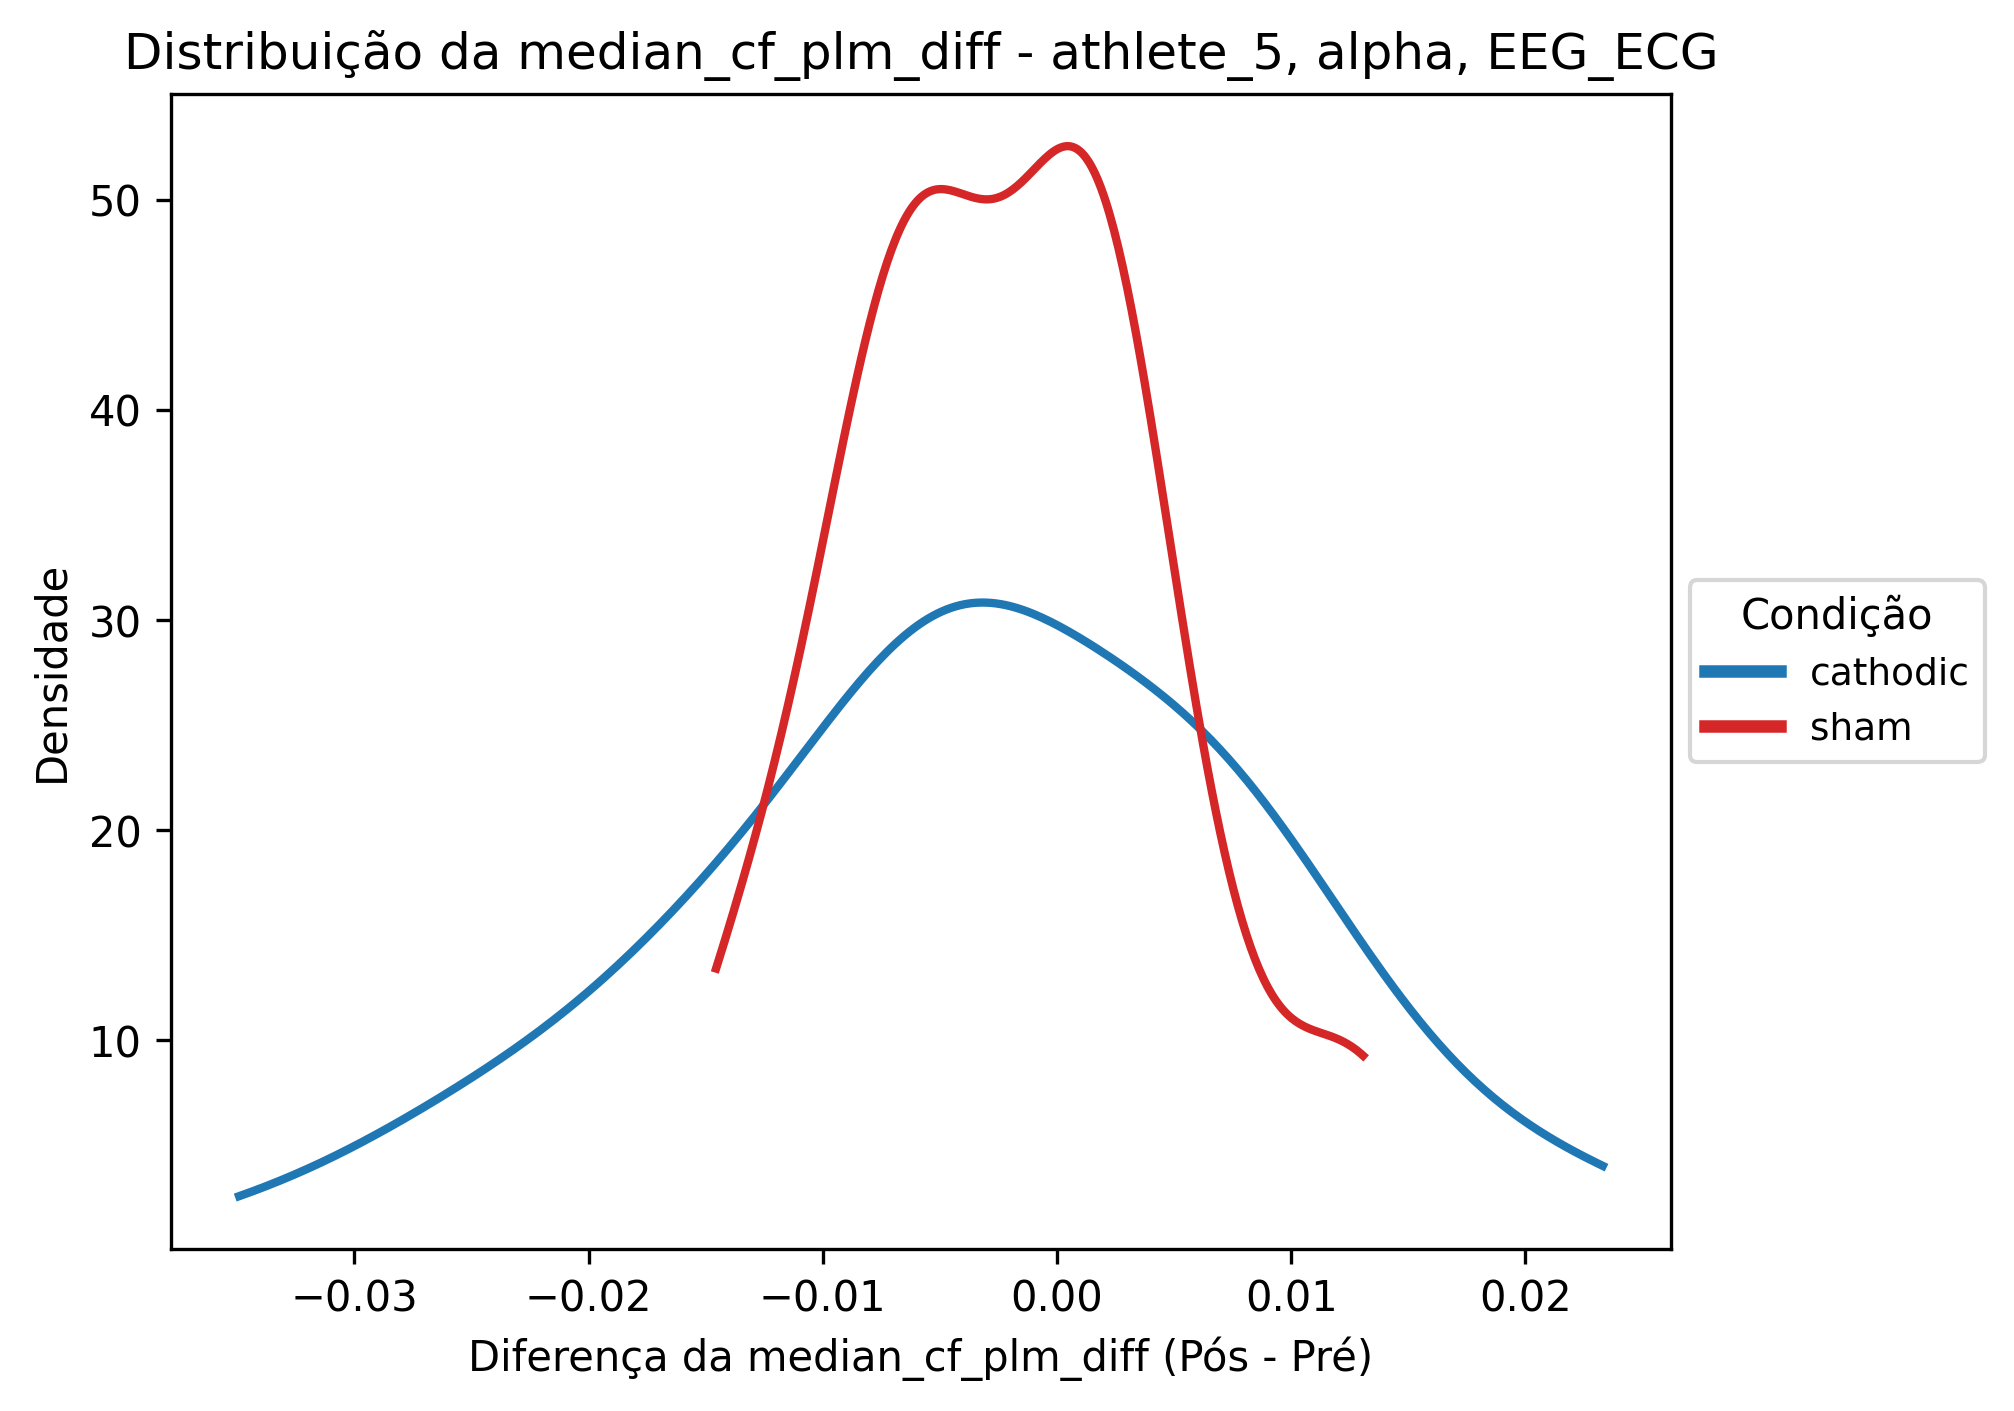 Distribuição da median_cf_plm_diff - athlete_5, alpha, EEG_ECG
Densidade
50
40
30
20
10
−0.03
−0.02
−0.01
0.00
0.01
0.02
Diferença da median_cf_plm_diff (Pós - Pré)
Condição
cathodic
sham